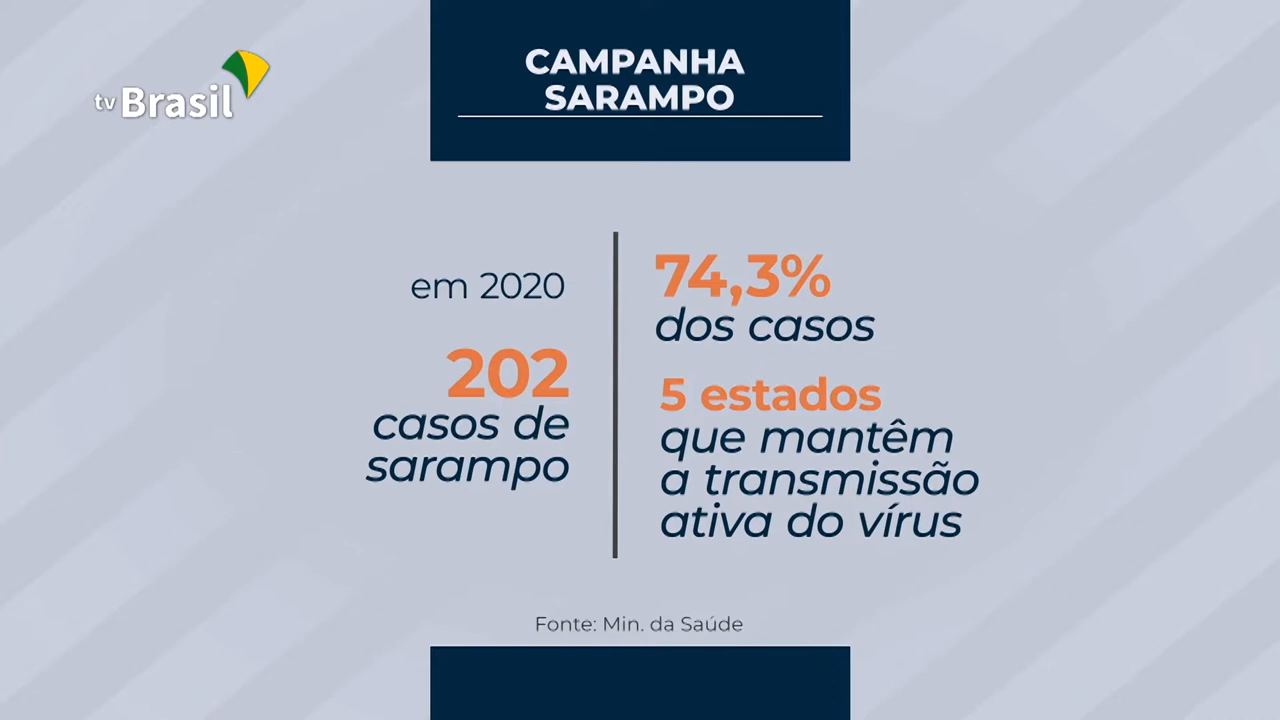 tv Brasil
CAMPANHA
SARAMPO
em 2020
202
casos de
sarampo
74,3%
dos casos
5 estados
que mantêm
a transmissão
ativa do vírus
Fonte: Min. da Saúde